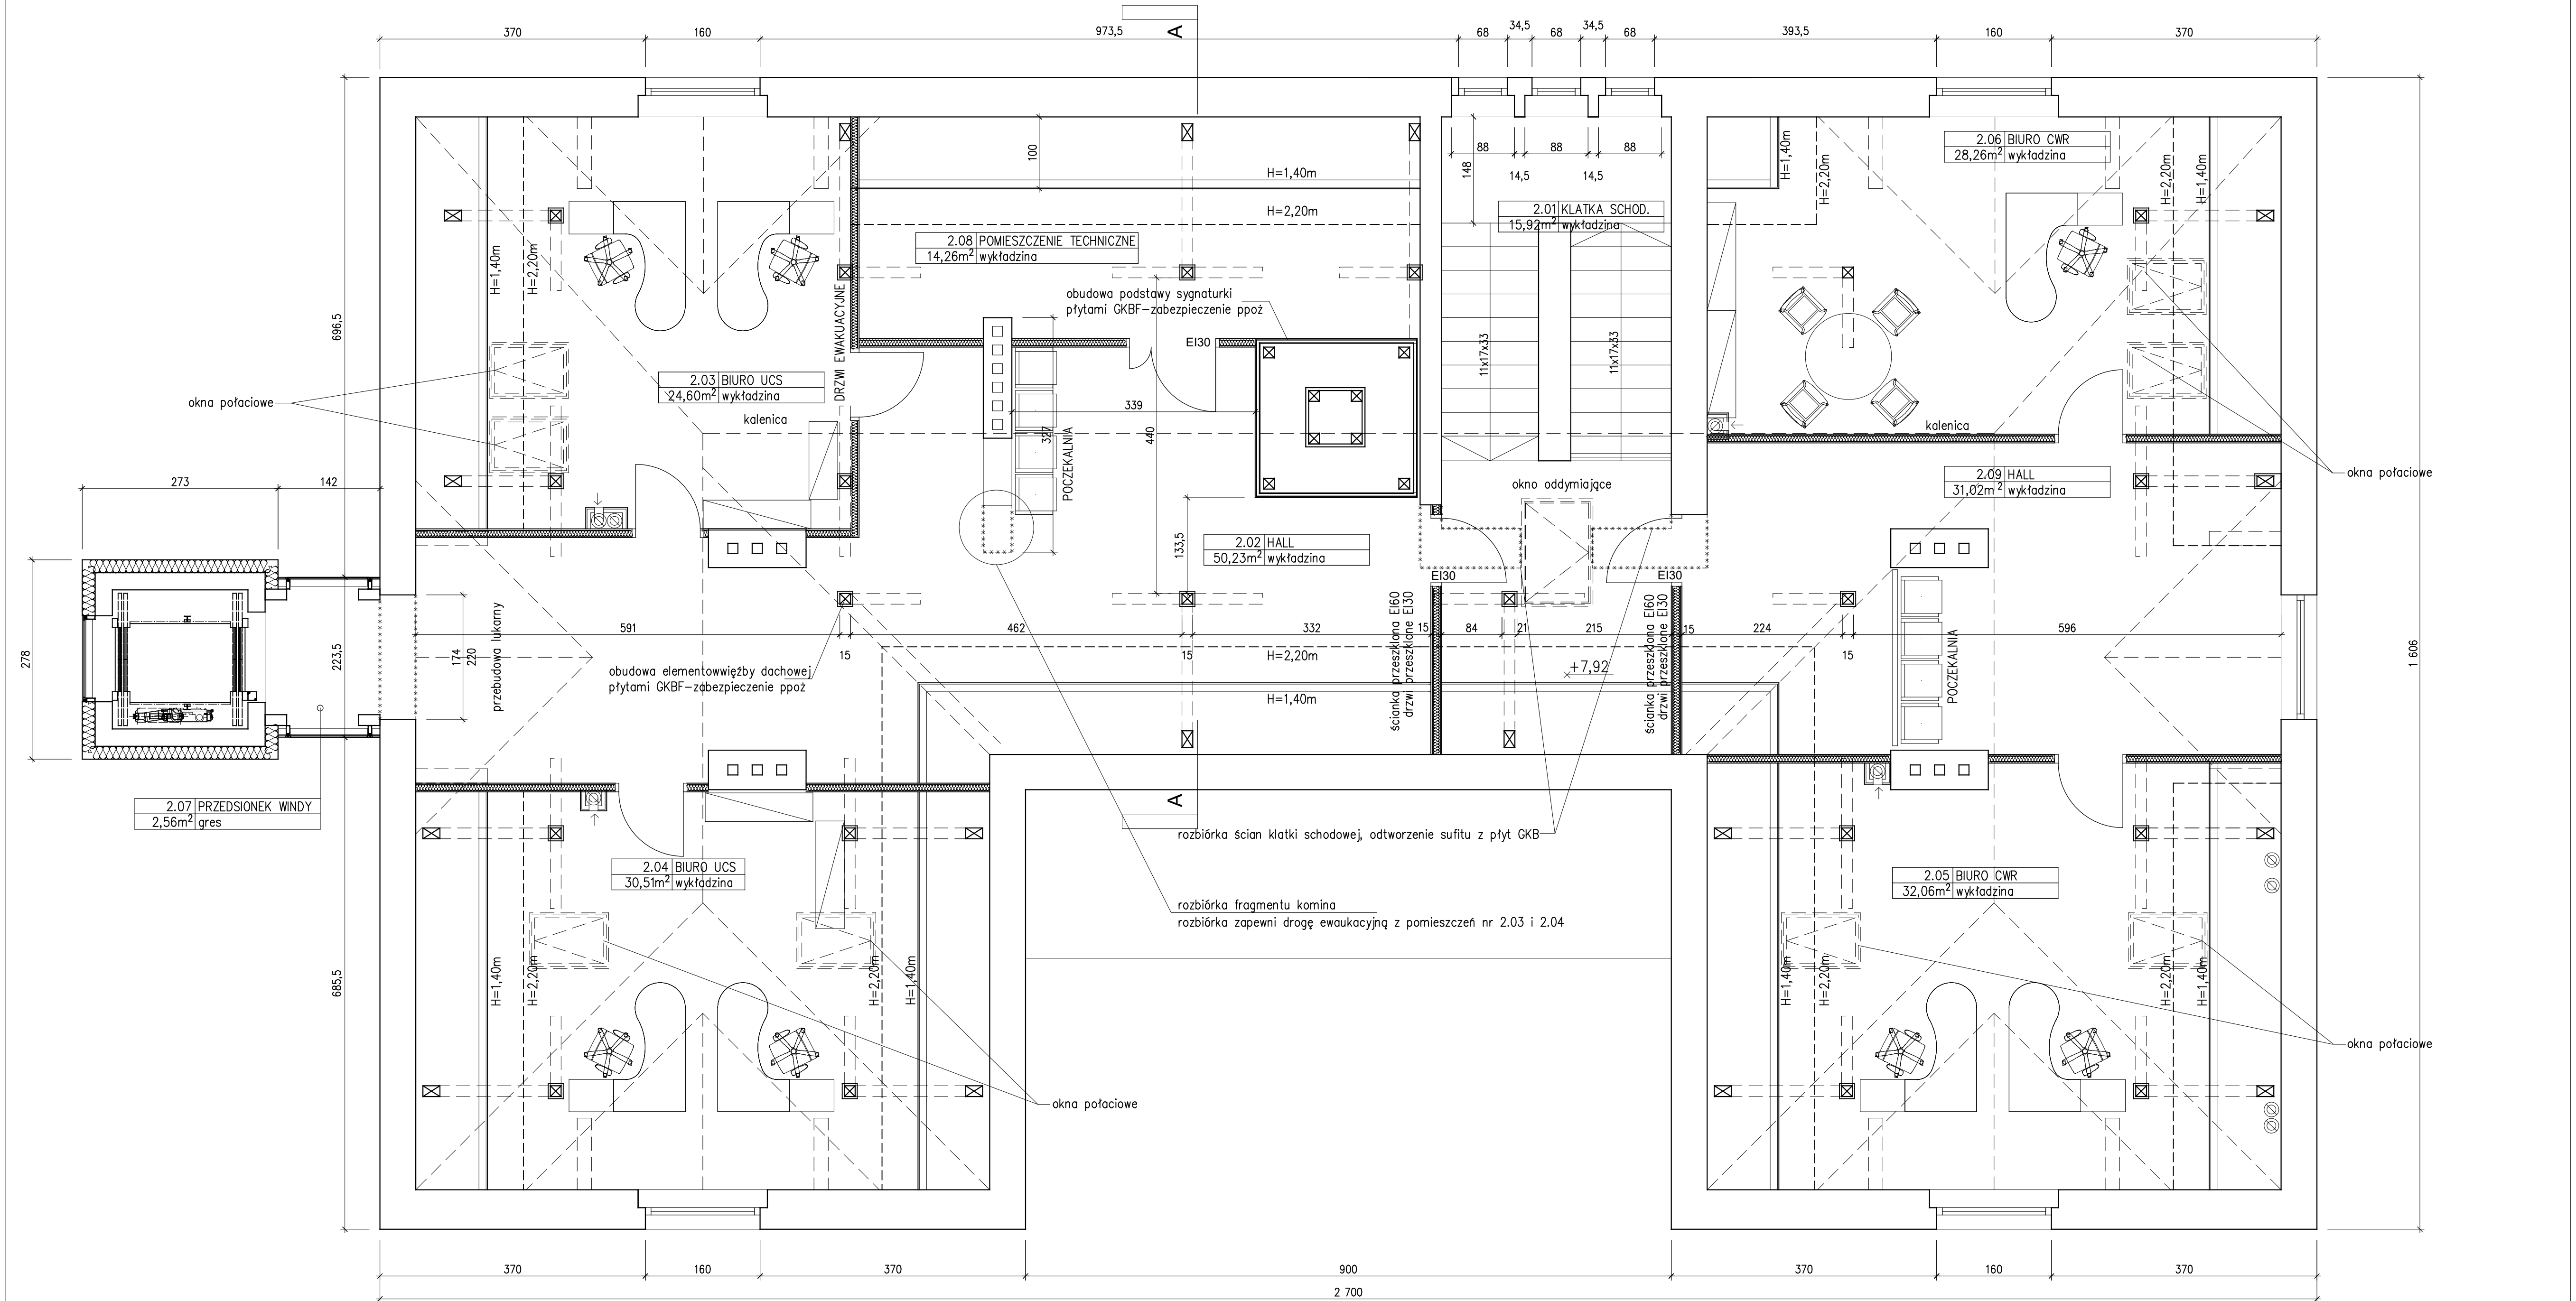 370 160 973,5 68 34,5 68 34,5 68 393,5 160 370
A
696,5
223,5
685,5
273 142
278
1 606
100
148
88 88 88
14,5 14,5
H=1,40m
H=2,20m
H=1,40m
H=2,20m
H=1,40m
H=2,20m
H=2,20m
H=1,40m
2.06 BIURO CWR
28,26m² wykładzina
2.01 KLATKA SCHOD.
15,92m² wykładzina
2.08 POMIESZCZENIE TECHNICZNE
14,26m² wykładzina
obudowa podstawy sygnaturki
płytami GKBF-zabezpieczenie ppoż
DRZWI EWAKUACYJNE
EI30
11x17x33
11x17x33
2.03 BIURO UCS
24,60m² wykładzina
kalenica
okna połaciowe
339
327
440
POCZEKALNIA
kalenica
2.09 HALL
31,02m² wykładzina
okna połaciowe
okno oddymiające
2.02 HALL
50,23m² wykładzina
133,5
EI30
EI30
174
220
przebudowa lukarny
591 15 462 15 332 15 84 21 215 15 224 15 596
obudowa elementowwięźby dachowej
płytami GKBF-zabezpieczenie ppoż
H=2,20m
H=1,40m
ścianka przeszklona EI60
drzwi przeszklone EI30
ścianka przeszklona EI60
drzwi przeszklone EI30
+7,92
POCZEKALNIA
2.07 PRZEDSIONEK WINDY
2,56m² gres
A
rozbiórka ścian klatki schodowej, odtworzenie sufitu z płyt GKB
2.04 BIURO UCS
30,51m² wykładzina
2.05 BIURO CWR
32,06m² wykładzina
rozbiórka fragmentu komina
rozbiórka zapewni drogę ewaukacyjną z pomieszczeń nr 2.03 i 2.04
H=1,40m
H=2,20m
H=2,20m
H=1,40m
H=1,40m
H=2,20m
H=2,20m
H=1,40m
okna połaciowe
okna połaciowe
370 160 370 900 370 160 370
2 700